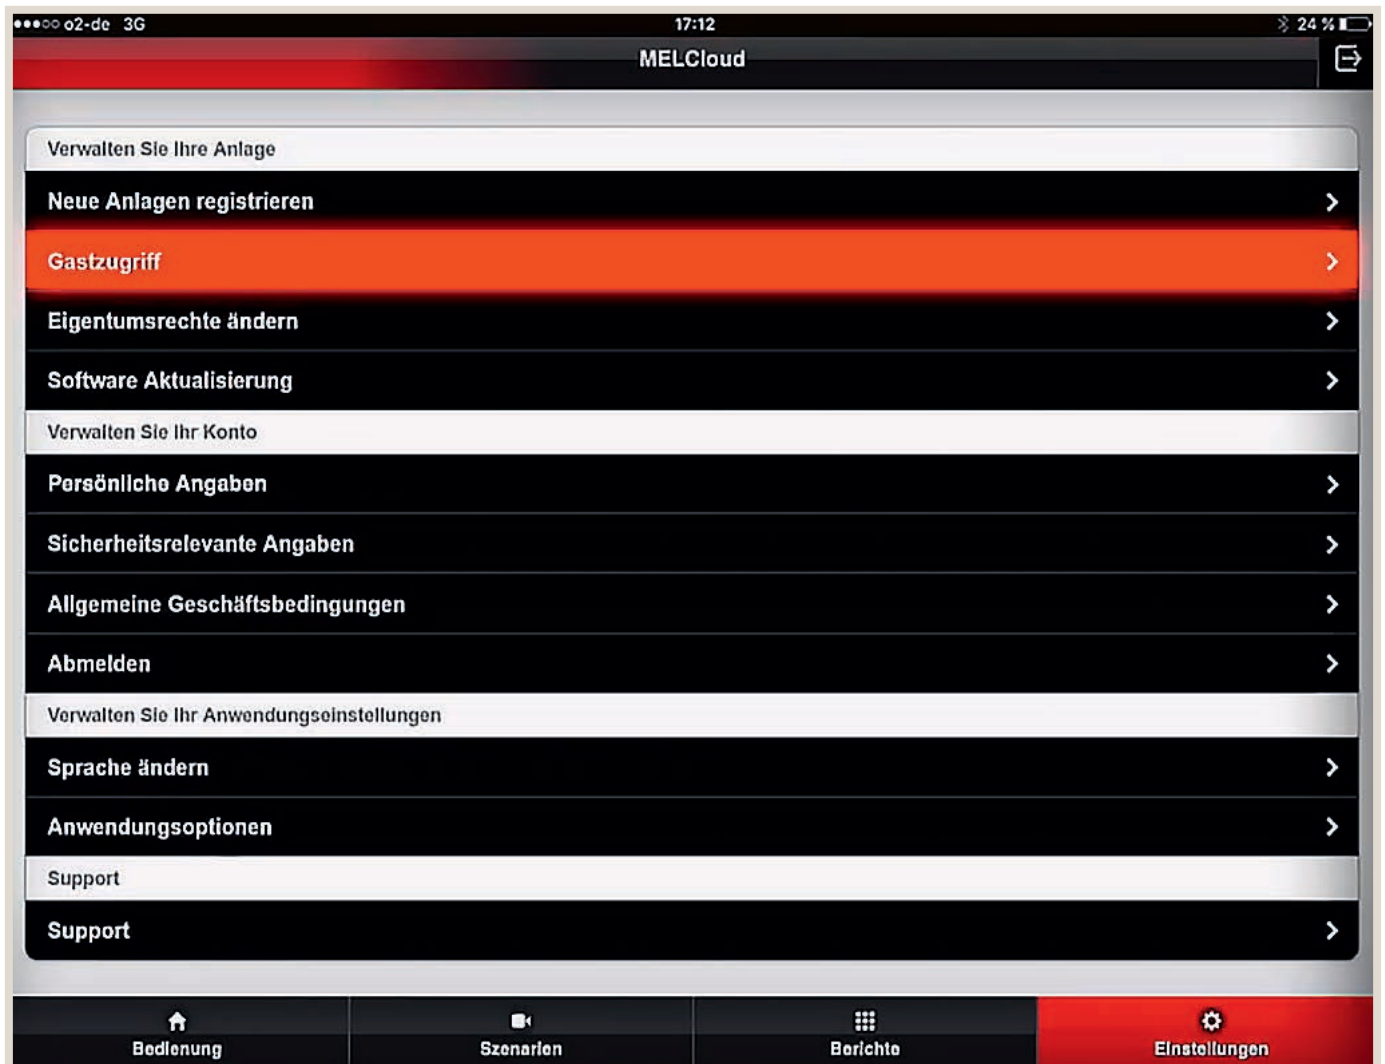 o2-de 3G 17:12 24 %
MELCloud
Verwalten Sie Ihre Anlage
Neue Anlagen registrieren
Gastzugriff
Eigentumsrechte ändern
Software Aktualisierung
Verwalten Sie Ihr Konto
Persönliche Angaben
Sicherheitsrelevante Angaben
Allgemeine Geschäftsbedingungen
Abmelden
Verwalten Sie Ihr Anwendungseinstellungen
Sprache ändern
Anwendungsoptionen
Support
Support
Bedienung Szenarien Berichte Einstellungen